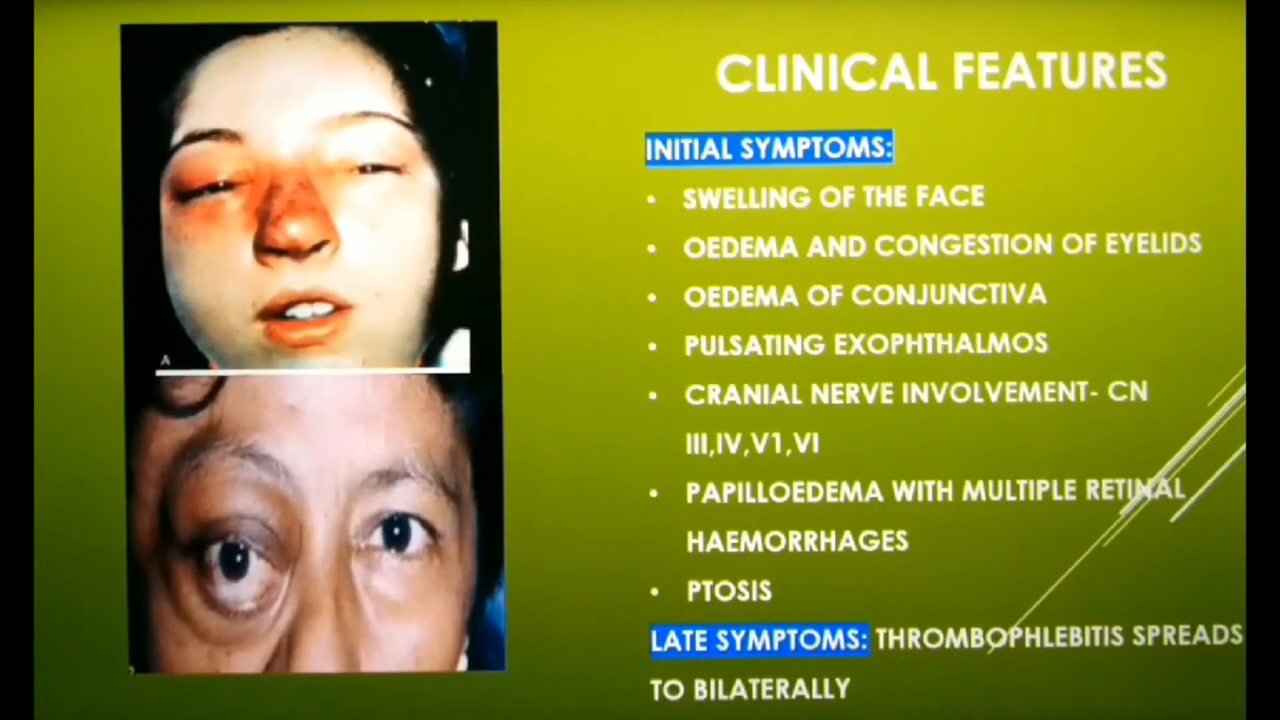 CLINICAL FEATURES
INITIAL SYMPTOMS:
• SWELLING OF THE FACE
• OEDEMA AND CONGESTION OF EYELIDS
• OEDEMA OF CONJUNCTIVA
• PULSATING EXOPHTHALMOS
• CRANIAL NERVE INVOLVEMENT- CN
III,IV,V1,VI
• PAPILLOEDEMA WITH MULTIPLE RETINAL
HAEMORRHAGES
• PTOSIS
LATE SYMPTOMS: THROMBOPHLEBITIS SPREADS
TO BILATERALLY
A